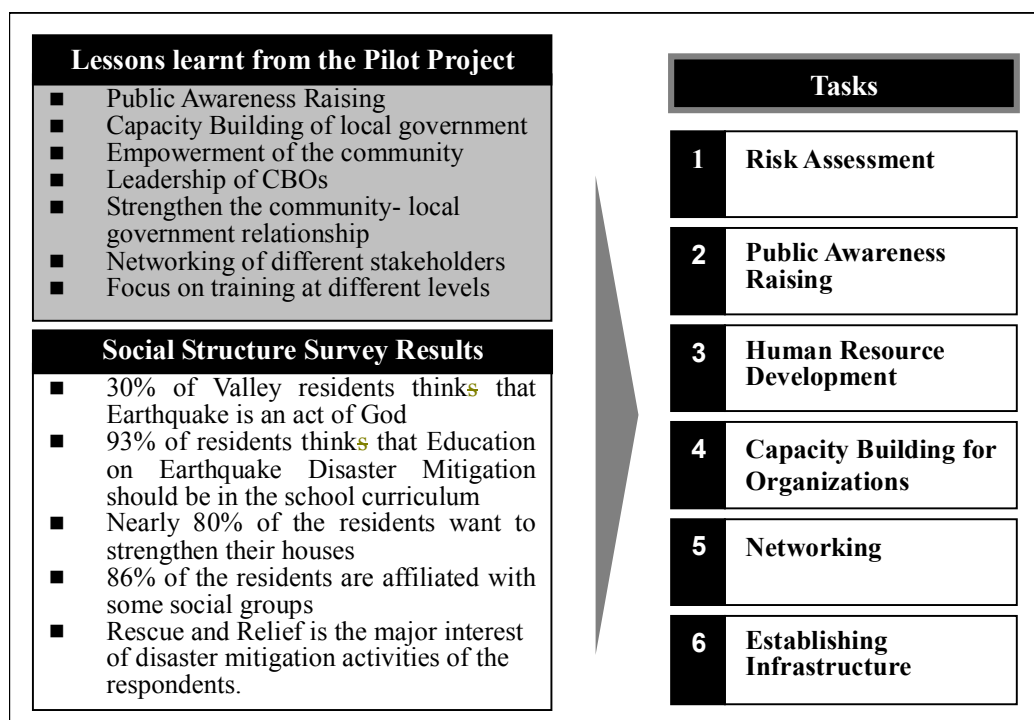 Lessons learnt from the Pilot Project
■ Public Awareness Raising
■ Capacity Building of local government
■ Empowerment of the community
■ Leadership of CBOs
■ Strengthen the community- local
government relationship
■ Networking of different stakeholders
■ Focus on training at different levels
Social Structure Survey Results
■ 30% of Valley residents thinks that
Earthquake is an act of God
■ 93% of residents thinks that Education
on Earthquake Disaster Mitigation
should be in the school curriculum
■ Nearly 80% of the residents want to
strengthen their houses
■ 86% of the residents are affiliated with
some social groups
■ Rescue and Relief is the major interest
of disaster mitigation activities of the
respondents.
Tasks
1 Risk Assessment
2 Public Awareness
Raising
3 Human Resource
Development
4 Capacity Building for
Organizations
5 Networking
6 Establishing
Infrastructure